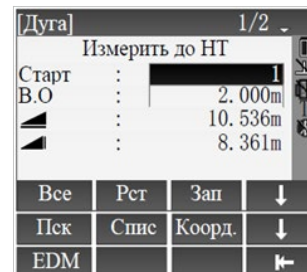 [Дуга] 1/2
Измерить до НТ
Старт : 1
В.О : 2.000m
: 10.536m
: 8.361m
Все Рст Зап ↓
Пск Спис Коорд. ↓
EDM